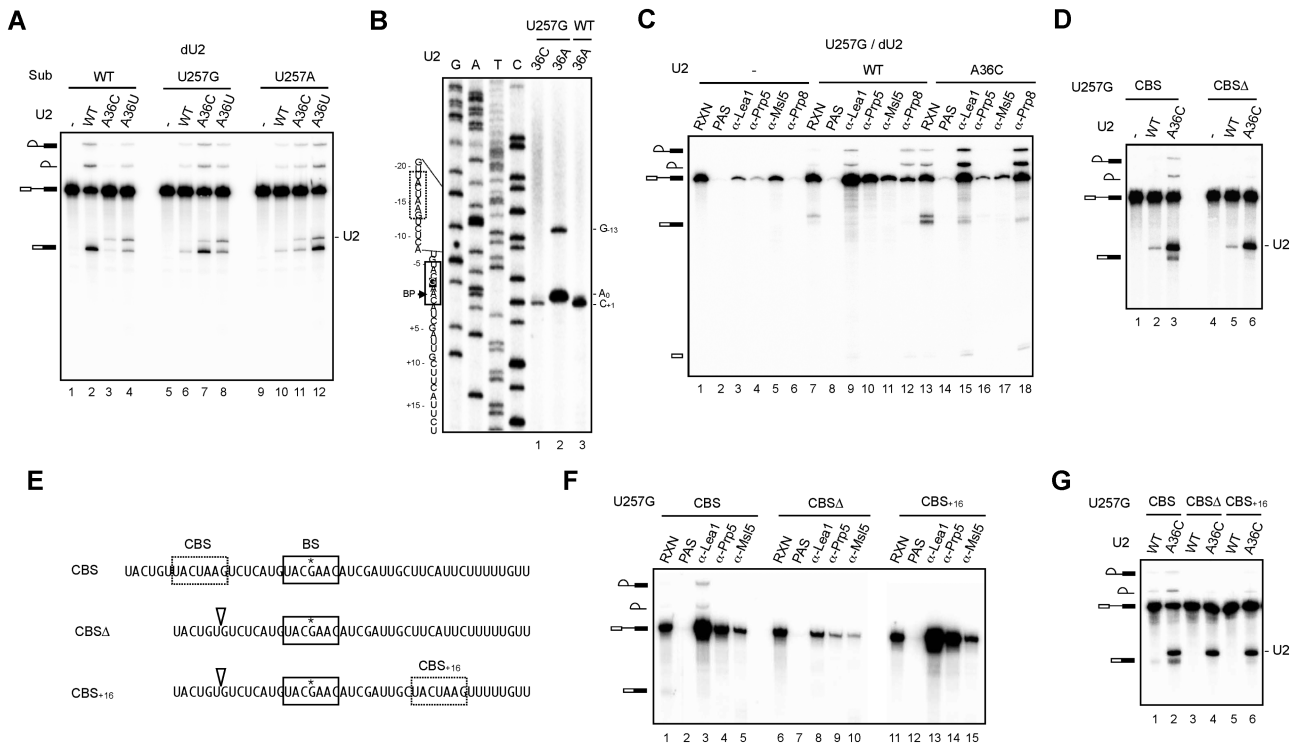 A
dU2
Sub WT U257G U257A
U2 - WT A36C A36U - WT A36C A36U - WT A36C A36U
- U2
1 2 3 4 5 6 7 8 9 10 11 12
B
U257G WT
U2 G A T C 36C 36A 36A
-20 -
-15 -
-10 -
-5
BP
+5 -
+10 -
+15 -
G-13
A0
C+1
1 2 3
C
U257G / dU2
U2 - WT A36C
RXN PAS α-Lea1 α-Prp5 α-Msl5 α-Prp8 RXN PAS α-Lea1 α-Prp5 α-Msl5 α-Prp8 RXN PAS α-Lea1 α-Prp5 α-Msl5 α-Prp8
1 2 3 4 5 6 7 8 9 10 11 12 13 14 15 16 17 18
D
U257G CBS CBSΔ
U2 - WT A36C - WT A36C
- U2
1 2 3 4 5 6
E
CBS BS
CBS UACUGUUACUAAGUCUCAUGUACGAACAUCGAUUGCUUCAUUCUUUUUGUU
*
CBSΔ UACUGUGUCUCAUGUACGAACAUCGAUUGCUUCAUUCUUUUUGUU
*
CBS+16
CBS+16 UACUGUGUCUCAUGUACGAACAUCGAUUGCUACUAAGUUUUUGUU
*
F
U257G CBS CBSΔ CBS+16
RXN PAS α-Lea1 α-Prp5 α-Msl5 RXN PAS α-Lea1 α-Prp5 α-Msl5 RXN PAS α-Lea1 α-Prp5 α-Msl5
1 2 3 4 5 6 7 8 9 10 11 12 13 14 15
G
U257G CBS CBSΔ CBS+16
U2 WT A36C WT A36C WT A36C
- U2
1 2 3 4 5 6